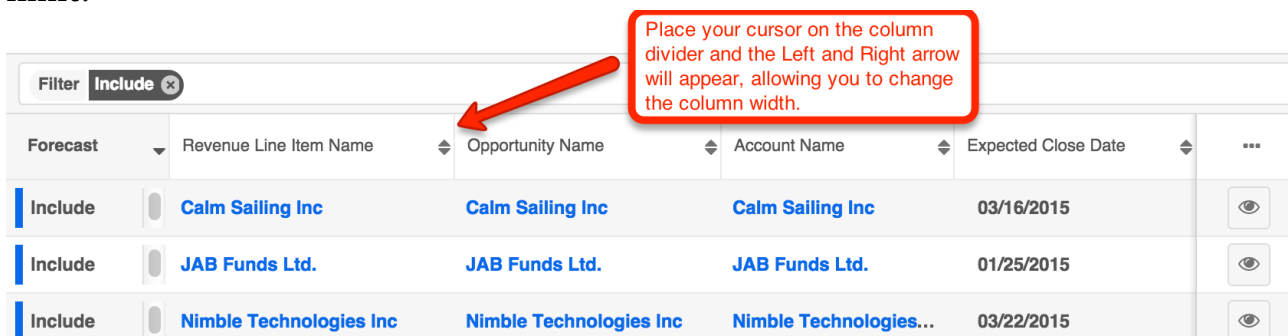 Place your cursor on the column
divider and the Left and Right arrow
will appear, allowing you to change
the column width.
Filter Include
Forecast Revenue Line Item Name Opportunity Name Account Name Expected Close Date
Include Calm Sailing Inc Calm Sailing Inc Calm Sailing Inc 03/16/2015
Include JAB Funds Ltd. JAB Funds Ltd. JAB Funds Ltd. 01/25/2015
Include Nimble Technologies Inc Nimble Technologies Inc Nimble Technologies... 03/22/2015